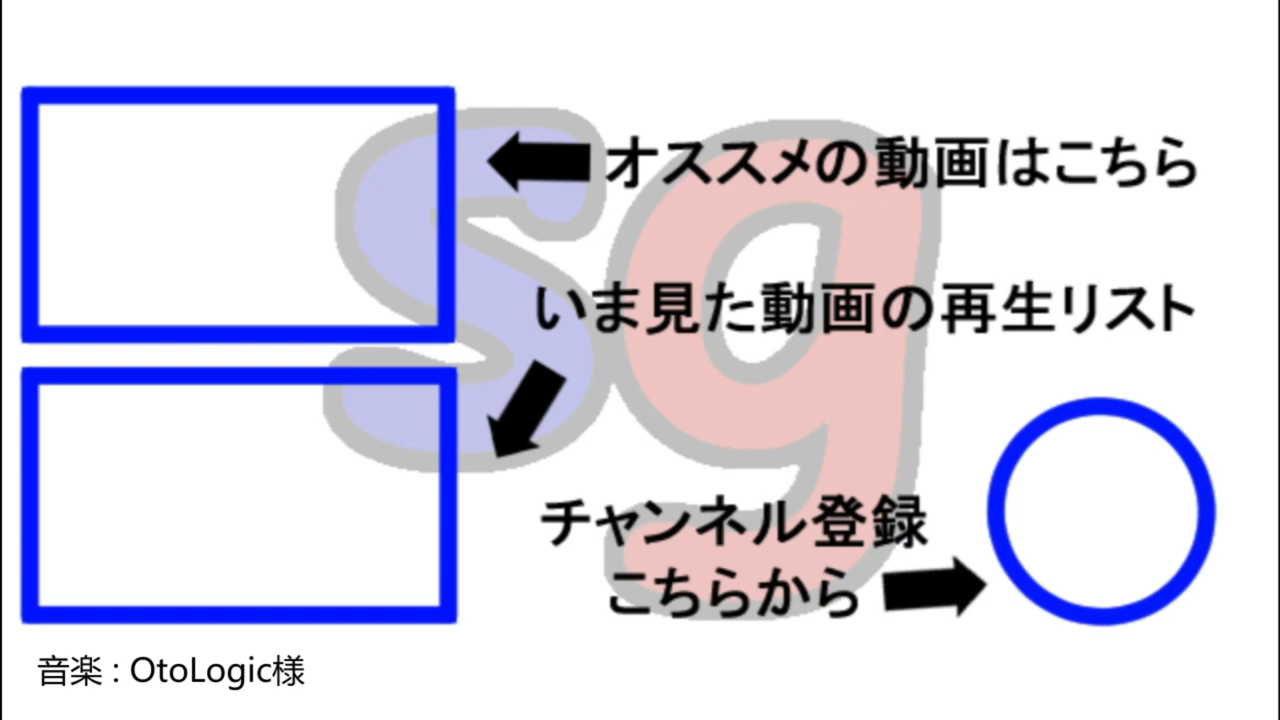 sg
オススメの動画はこちら
いま見た動画の再生リスト
チャンネル登録
こちらから
音楽 : OtoLogic様